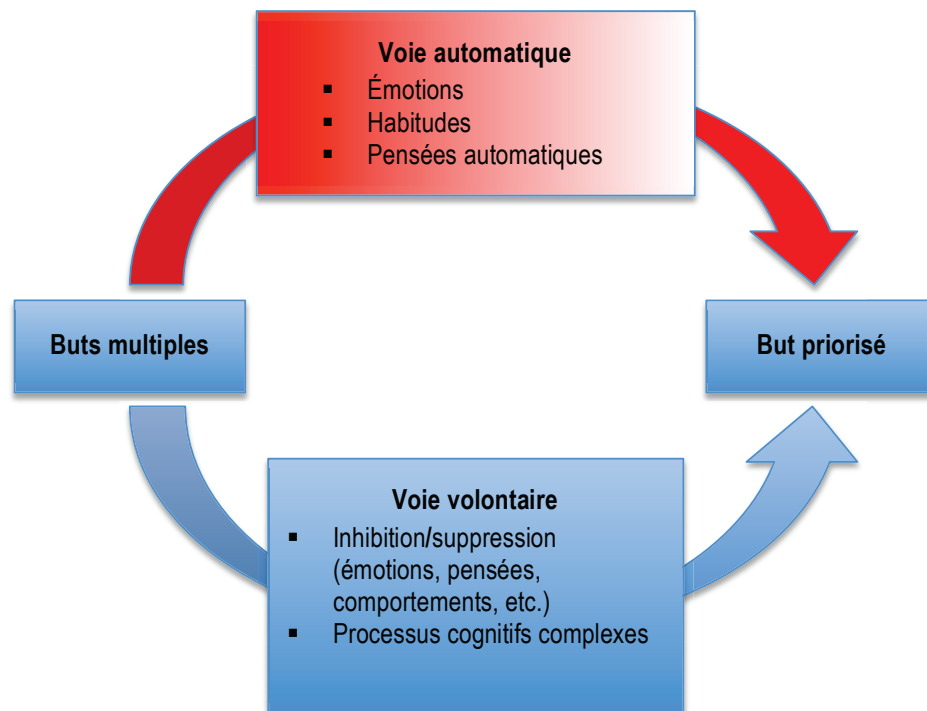 Voie automatique
▪ Émotions
▪ Habitudes
▪ Pensées automatiques
Buts multiples
But priorisé
Voie volontaire
▪ Inhibition/suppression
(émotions, pensées,
comportements, etc.)
▪ Processus cognitifs complexes